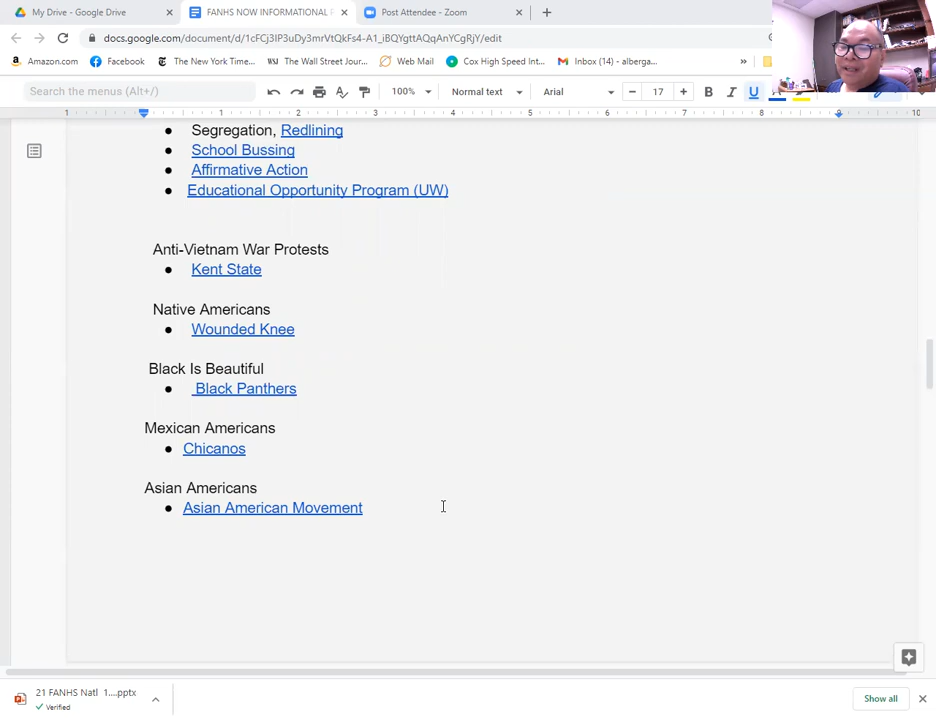 My Drive - Google Drive
FANHS NOW INFORMATIONAL
Post Attendee - Zoom
docs.google.com/document/d/1cFCj3IP3uDy3mrVtQkFs4-A1_iBQYgttAQqAnYCgRjY/edit
Amazon.com
Facebook
The New York Time...
WSJ The Wall Street Jour...
Web Mail
Cox High Speed Int...
Inbox (14) - alberga...
»
Search the menus (Alt+/)
100%
Normal text
Arial
− 17 +
B I U A
1 1 2 3 4 5 6 7 8 9 10
● Segregation, Redlining
● School Bussing
● Affirmative Action
● Educational Opportunity Program (UW)
Anti-Vietnam War Protests
● Kent State
Native Americans
● Wounded Knee
Black Is Beautiful
● Black Panthers
Mexican Americans
● Chicanos
Asian Americans
● Asian American Movement
21 FANHS Natl 1....pptx
Verified
Show all